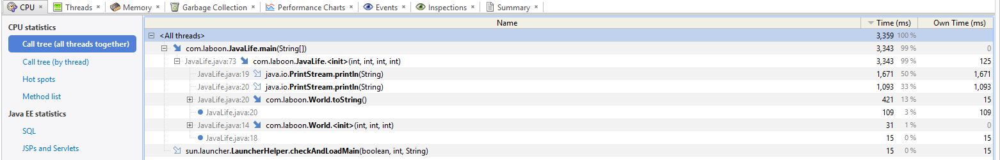 CPU × Threads × Memory × Garbage Collection × Performance Charts × Events × Inspections × Summary ×
CPU statistics
Call tree (all threads together)
Call tree (by thread)
Hot spots
Method list
Java EE statistics
SQL
JSPs and Servlets
Name Time (ms) Own Time (ms)
<All threads> 3,359 100 %
com.laboon.JavaLife.main(String[]) 3,343 99 % 0
JavaLife.java:73 com.laboon.JavaLife.<init>(int, int, int, int) 3,343 99 % 125
JavaLife.java:19 java.io.PrintStream.println(String) 1,671 50 % 1,671
JavaLife.java:20 java.io.PrintStream.println(String) 1,093 33 % 1,093
JavaLife.java:20 com.laboon.World.toString() 421 13 % 15
JavaLife.java:20 109 3 % 109
JavaLife.java:14 com.laboon.World.<init>(int, int, int) 31 1 % 0
JavaLife.java:18 15 0 % 15
sun.launcher.LauncherHelper.checkAndLoadMain(boolean, int, String) 15 0 % 15